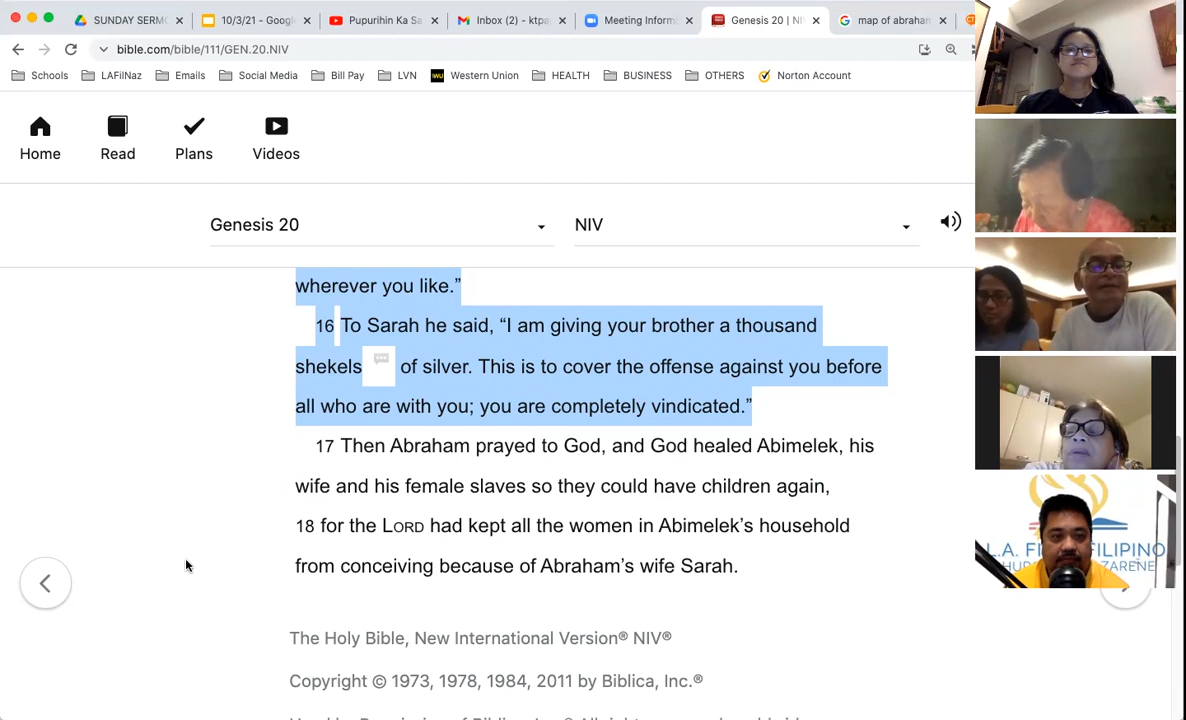 SUNDAY SERM
10/3/21 - Googl
Pupurihin Ka Sa
Inbox (2) - ktpa
Meeting Inform
Genesis 20 | NIV
map of abraham
bible.com/bible/111/GEN.20.NIV
Schools
LAFilNaz
Emails
Social Media
Bill Pay
LVN
WU
Western Union
HEALTH
BUSINESS
OTHERS
Norton Account
Home
Read
Plans
Videos
Genesis 20
NIV
wherever you like.”
16 To Sarah he said, “I am giving your brother a thousand
shekels of silver. This is to cover the offense against you before
all who are with you; you are completely vindicated.”
17 Then Abraham prayed to God, and God healed Abimelek, his
wife and his female slaves so they could have children again,
18 for the LORD had kept all the women in Abimelek’s household
from conceiving because of Abraham’s wife Sarah.
The Holy Bible, New International Version® NIV®
Copyright © 1973, 1978, 1984, 2011 by Biblica, Inc.®
L.A. FI FILIPINO